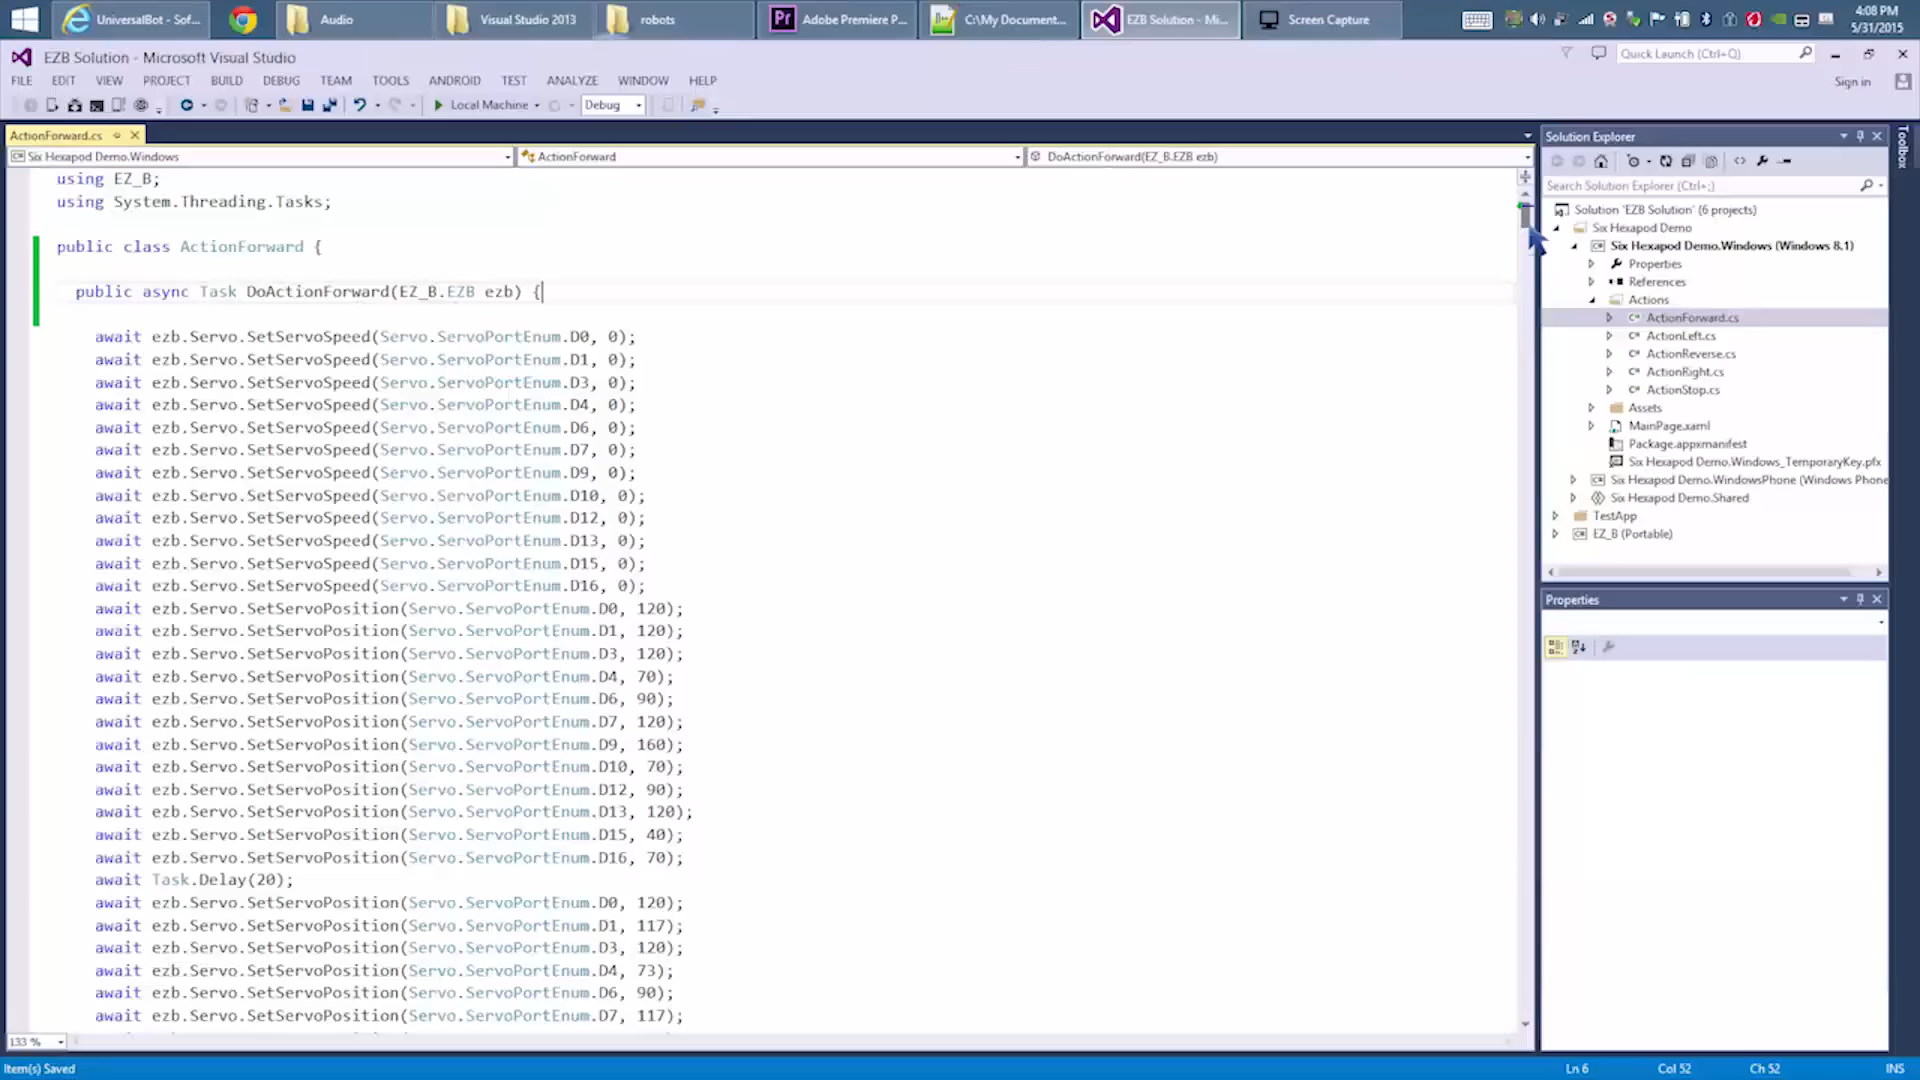 UniversalBot - Sof...
Audio
Visual Studio 2013
robots
Pr Adobe Premiere P...
C:\My Document...
EZB Solution - Mi...
Screen Capture
4:08 PM
5/31/2015
EZB Solution - Microsoft Visual Studio
Quick Launch (Ctrl+Q)
FILE EDIT VIEW PROJECT BUILD DEBUG TEAM TOOLS ANDROID TEST ANALYZE WINDOW HELP
Sign in
Local Machine
Debug
ActionForward.cs
Six Hexapod Demo.Windows
ActionForward
DoActionForward(EZ_B.EZB ezb)
using EZ_B;
using System.Threading.Tasks;
public class ActionForward {
public async Task DoActionForward(EZ_B.EZB ezb) {
await ezb.Servo.SetServoSpeed(Servo.ServoPortEnum.D0, 0);
await ezb.Servo.SetServoSpeed(Servo.ServoPortEnum.D1, 0);
await ezb.Servo.SetServoSpeed(Servo.ServoPortEnum.D3, 0);
await ezb.Servo.SetServoSpeed(Servo.ServoPortEnum.D4, 0);
await ezb.Servo.SetServoSpeed(Servo.ServoPortEnum.D6, 0);
await ezb.Servo.SetServoSpeed(Servo.ServoPortEnum.D7, 0);
await ezb.Servo.SetServoSpeed(Servo.ServoPortEnum.D9, 0);
await ezb.Servo.SetServoSpeed(Servo.ServoPortEnum.D10, 0);
await ezb.Servo.SetServoSpeed(Servo.ServoPortEnum.D12, 0);
await ezb.Servo.SetServoSpeed(Servo.ServoPortEnum.D13, 0);
await ezb.Servo.SetServoSpeed(Servo.ServoPortEnum.D15, 0);
await ezb.Servo.SetServoSpeed(Servo.ServoPortEnum.D16, 0);
await ezb.Servo.SetServoPosition(Servo.ServoPortEnum.D0, 120);
await ezb.Servo.SetServoPosition(Servo.ServoPortEnum.D1, 120);
await ezb.Servo.SetServoPosition(Servo.ServoPortEnum.D3, 120);
await ezb.Servo.SetServoPosition(Servo.ServoPortEnum.D4, 70);
await ezb.Servo.SetServoPosition(Servo.ServoPortEnum.D6, 90);
await ezb.Servo.SetServoPosition(Servo.ServoPortEnum.D7, 120);
await ezb.Servo.SetServoPosition(Servo.ServoPortEnum.D9, 160);
await ezb.Servo.SetServoPosition(Servo.ServoPortEnum.D10, 70);
await ezb.Servo.SetServoPosition(Servo.ServoPortEnum.D12, 90);
await ezb.Servo.SetServoPosition(Servo.ServoPortEnum.D13, 120);
await ezb.Servo.SetServoPosition(Servo.ServoPortEnum.D15, 40);
await ezb.Servo.SetServoPosition(Servo.ServoPortEnum.D16, 70);
await Task.Delay(20);
await ezb.Servo.SetServoPosition(Servo.ServoPortEnum.D0, 120);
await ezb.Servo.SetServoPosition(Servo.ServoPortEnum.D1, 117);
await ezb.Servo.SetServoPosition(Servo.ServoPortEnum.D3, 120);
await ezb.Servo.SetServoPosition(Servo.ServoPortEnum.D4, 73);
await ezb.Servo.SetServoPosition(Servo.ServoPortEnum.D6, 90);
await ezb.Servo.SetServoPosition(Servo.ServoPortEnum.D7, 117);
133 %
Solution Explorer
Search Solution Explorer (Ctrl+;)
Solution 'EZB Solution' (6 projects)
Six Hexapod Demo
Six Hexapod Demo.Windows (Windows 8.1)
Properties
References
Actions
ActionForward.cs
ActionLeft.cs
ActionReverse.cs
ActionRight.cs
ActionStop.cs
Assets
MainPage.xaml
Package.appxmanifest
Six Hexapod Demo.Windows_TemporaryKey.pfx
Six Hexapod Demo.WindowsPhone (Windows Phone
Six Hexapod Demo.Shared
TestApp
EZ_B (Portable)
Properties
Toolbox
Item(s) Saved
Ln 6 Col 52 Ch 52 INS